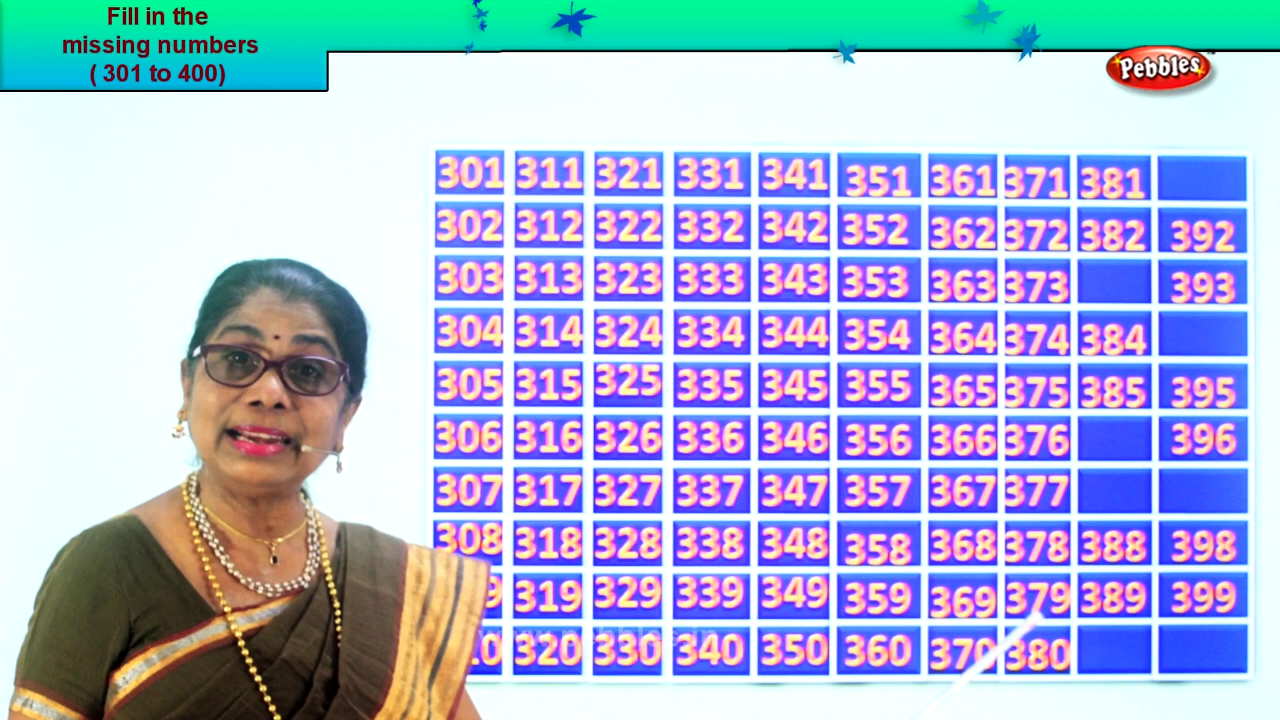 Fill in the
missing numbers
( 301 to 400)
Pebbles
301 311 321 331 341 351 361 371 381
302 312 322 332 342 352 362 372 382 392
303 313 323 333 343 353 363 373 393
304 314 324 334 344 354 364 374 384
305 315 325 335 345 355 365 375 385 395
306 316 326 336 346 356 366 376 396
307 317 327 337 347 357 367 377
308 318 328 338 348 358 368 378 388 398
9 319 329 339 349 359 369 379 389 399
10 320 330 340 350 360 370 380
www.pebbles.in